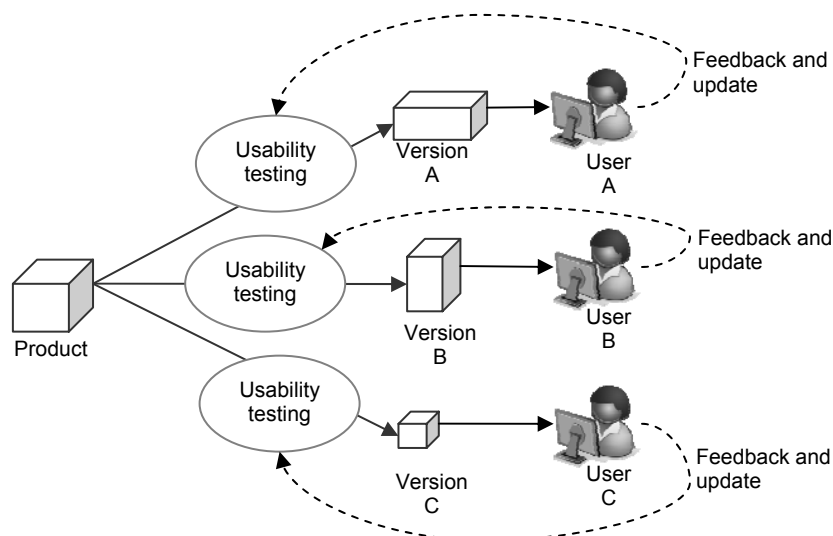 Feedback and
update
Usability
testing
Version
A
User
A
Feedback and
update
Usability
testing
Product
Version
B
User
B
Usability
testing
Version
C
User
C
Feedback and
update